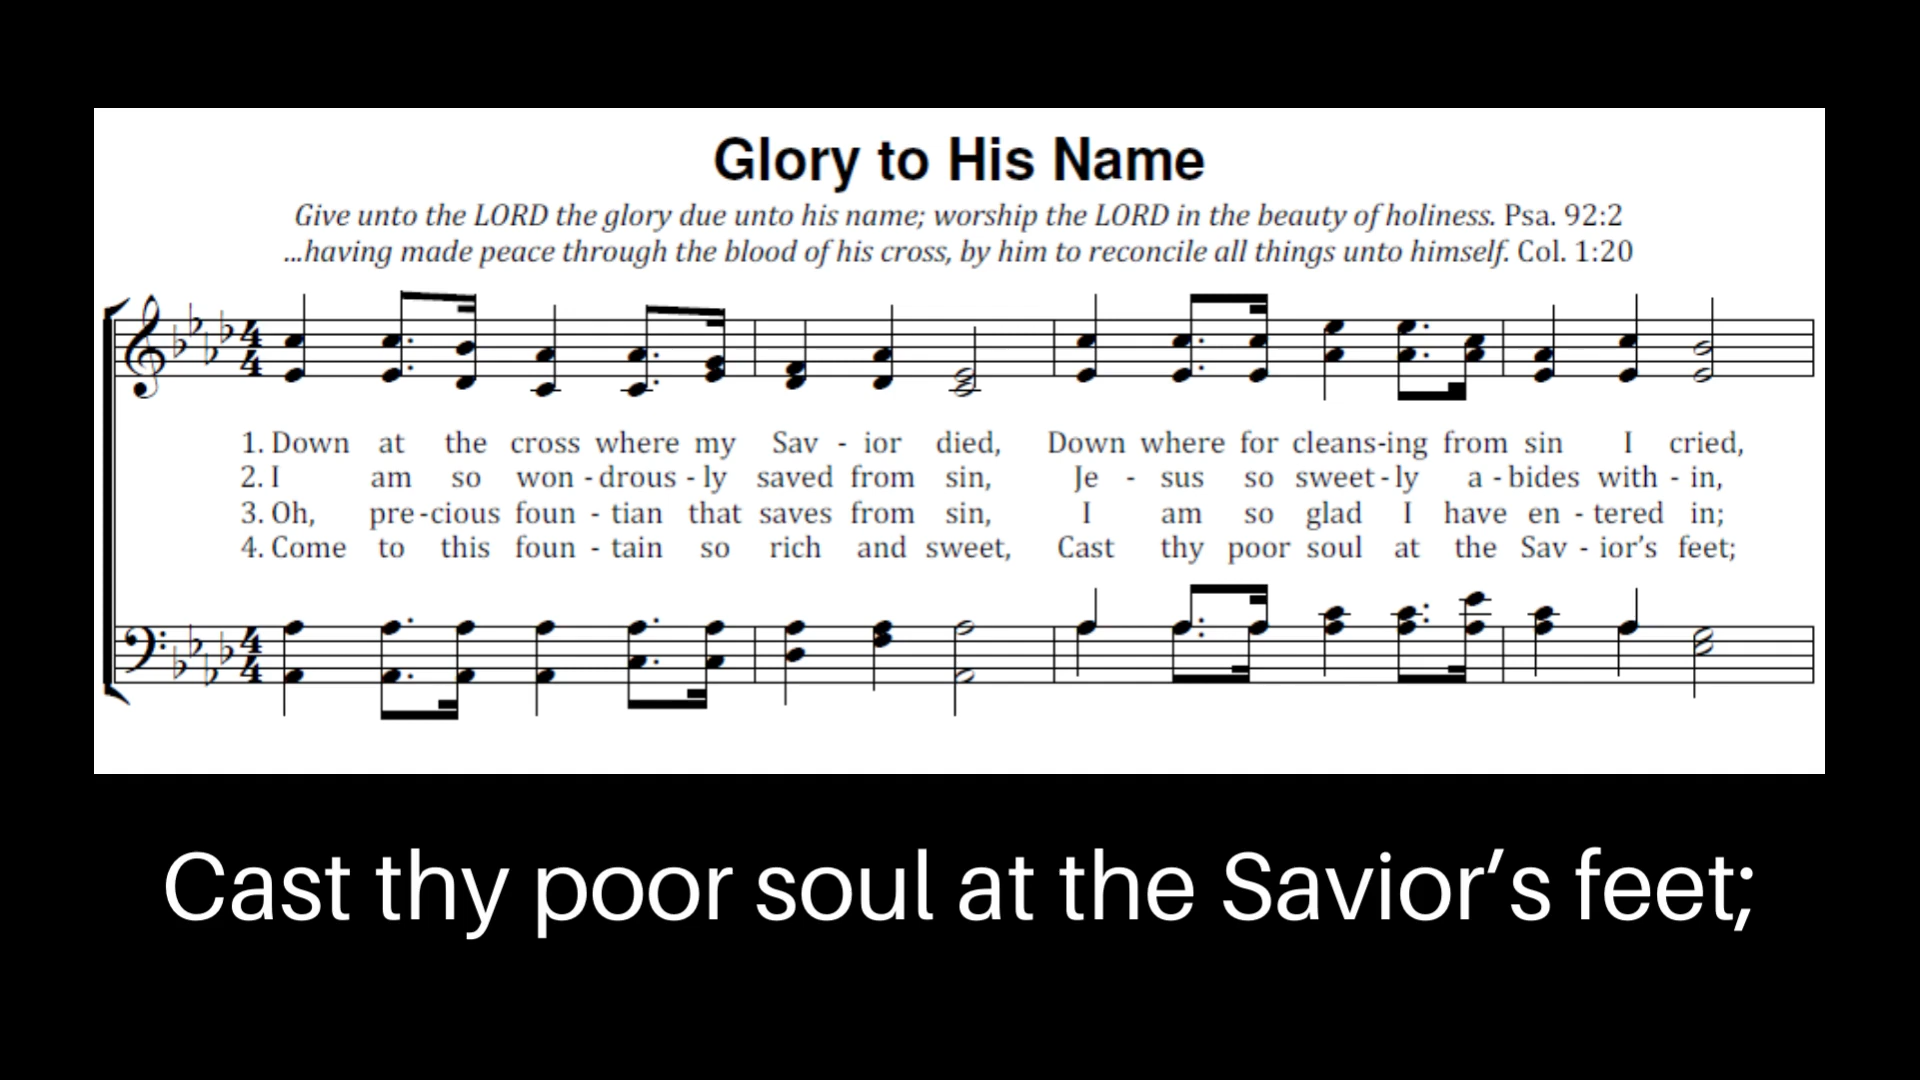 Glory to His Name
Give unto the LORD the glory due unto his name; worship the LORD in the beauty of holiness. Psa. 92:2
...having made peace through the blood of his cross, by him to reconcile all things unto himself. Col. 1:20
4
4
1. Down at the cross where my Sav - ior died, Down where for cleans-ing from sin I cried,
2. I am so won - drous - ly saved from sin, Je - sus so sweet - ly a - bides with - in,
3. Oh, pre - cious foun - tian that saves from sin, I am so glad I have en - tered in;
4. Come to this foun - tain so rich and sweet, Cast thy poor soul at the Sav - ior’s feet;
4
4
Cast thy poor soul at the Savior’s feet;